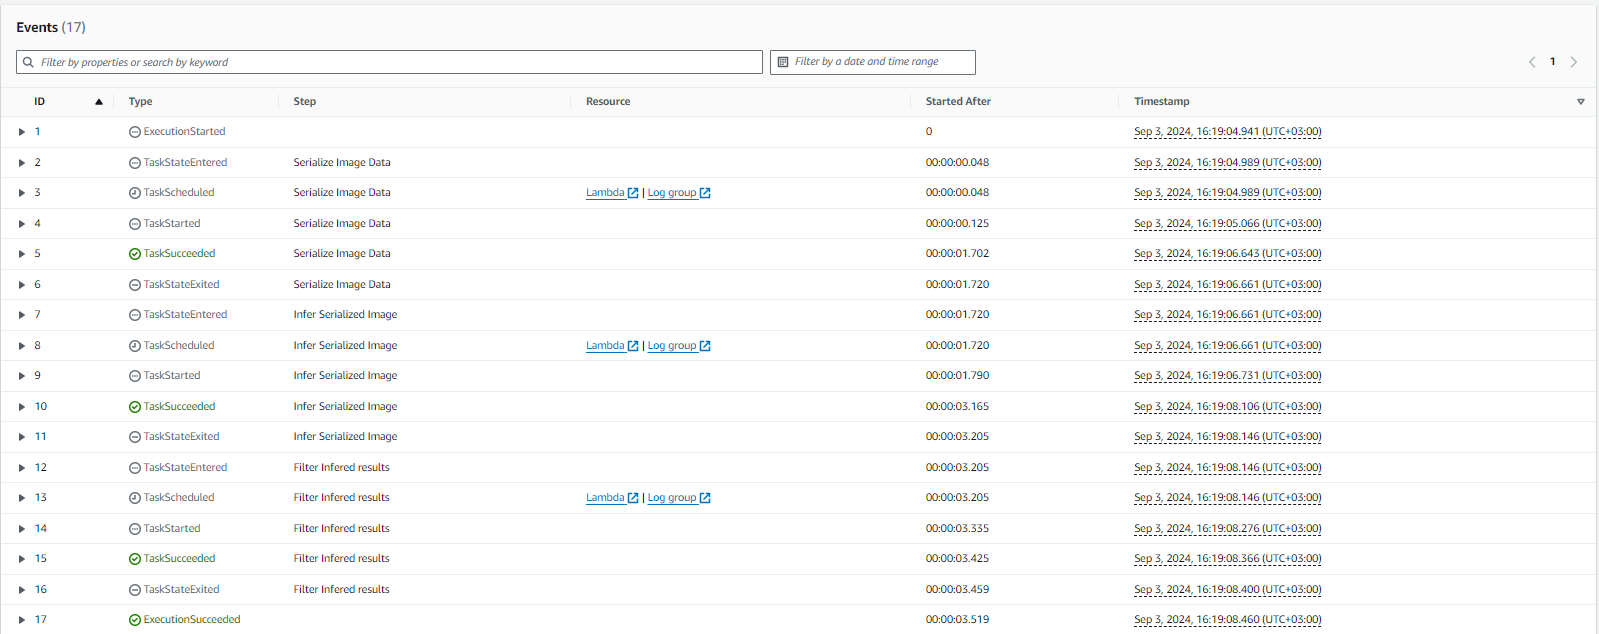 Events (17)
Filter by properties or search by keyword Filter by a date and time range 1
ID Type Step Resource Started After Timestamp
1 ExecutionStarted 0 Sep 3, 2024, 16:19:04.941 (UTC+03:00)
2 TaskStateEntered Serialize Image Data 00:00:00.048 Sep 3, 2024, 16:19:04.989 (UTC+03:00)
3 TaskScheduled Serialize Image Data Lambda | Log group 00:00:00.048 Sep 3, 2024, 16:19:04.989 (UTC+03:00)
4 TaskStarted Serialize Image Data 00:00:00.125 Sep 3, 2024, 16:19:05.066 (UTC+03:00)
5 TaskSucceeded Serialize Image Data 00:00:01.702 Sep 3, 2024, 16:19:06.643 (UTC+03:00)
6 TaskStateExited Serialize Image Data 00:00:01.720 Sep 3, 2024, 16:19:06.661 (UTC+03:00)
7 TaskStateEntered Infer Serialized Image 00:00:01.720 Sep 3, 2024, 16:19:06.661 (UTC+03:00)
8 TaskScheduled Infer Serialized Image Lambda | Log group 00:00:01.720 Sep 3, 2024, 16:19:06.661 (UTC+03:00)
9 TaskStarted Infer Serialized Image 00:00:01.790 Sep 3, 2024, 16:19:06.731 (UTC+03:00)
10 TaskSucceeded Infer Serialized Image 00:00:03.165 Sep 3, 2024, 16:19:08.106 (UTC+03:00)
11 TaskStateExited Infer Serialized Image 00:00:03.205 Sep 3, 2024, 16:19:08.146 (UTC+03:00)
12 TaskStateEntered Filter Infered results 00:00:03.205 Sep 3, 2024, 16:19:08.146 (UTC+03:00)
13 TaskScheduled Filter Infered results Lambda | Log group 00:00:03.205 Sep 3, 2024, 16:19:08.146 (UTC+03:00)
14 TaskStarted Filter Infered results 00:00:03.335 Sep 3, 2024, 16:19:08.276 (UTC+03:00)
15 TaskSucceeded Filter Infered results 00:00:03.425 Sep 3, 2024, 16:19:08.366 (UTC+03:00)
16 TaskStateExited Filter Infered results 00:00:03.459 Sep 3, 2024, 16:19:08.400 (UTC+03:00)
17 ExecutionSucceeded 00:00:03.519 Sep 3, 2024, 16:19:08.460 (UTC+03:00)